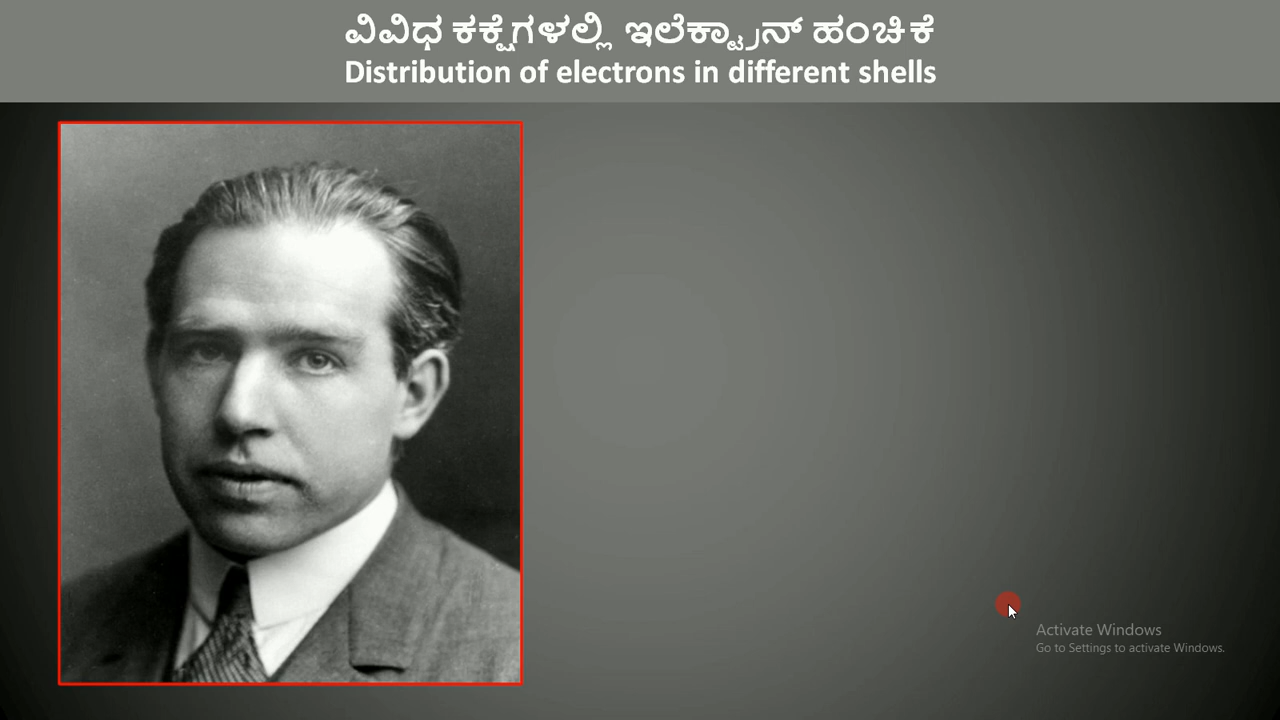 ವಿವಿಧ ಕಕ್ಷೆಗಳಲ್ಲಿ ಇಲೆಕ್ಟ್ರಾನ್ ಹಂಚಿಕೆ
Distribution of electrons in different shells
Activate Windows
Go to Settings to activate Windows.